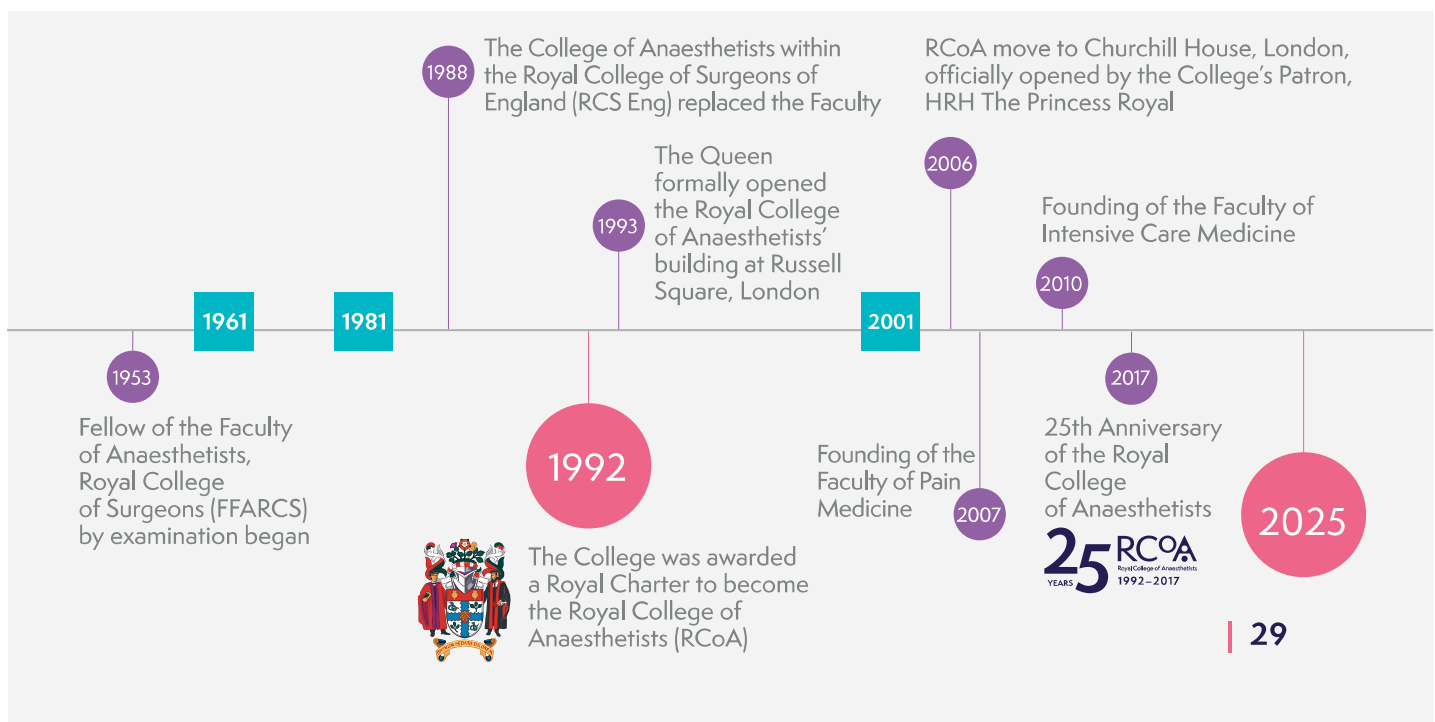 1988
The College of Anaesthetists within
the Royal College of Surgeons of
England (RCS Eng) replaced the Faculty
RCoA move to Churchill House, London,
officially opened by the College’s Patron,
HRH The Princess Royal
1993
The Queen
formally opened
the Royal College
of Anaesthetists’
building at Russell
Square, London
2006
Founding of the Faculty of
Intensive Care Medicine
2010
1961
1981
2001
1953
Fellow of the Faculty
of Anaesthetists,
Royal College
of Surgeons (FFARCS)
by examination began
1992
The College was awarded
a Royal Charter to become
the Royal College of
Anaesthetists (RCoA)
Founding of the
Faculty of Pain
Medicine
2007
2017
25th Anniversary
of the Royal
College
of Anaesthetists
25
YEARS
RCOA
Royal College of Anaesthetists
1992–2017
2025
29